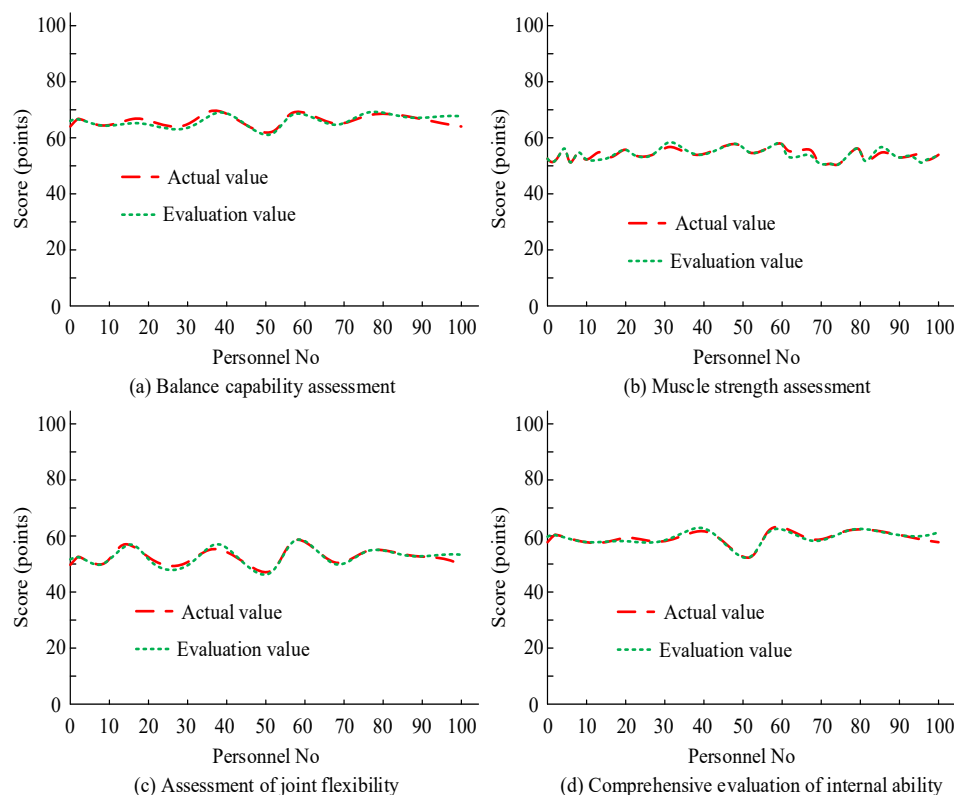 100
80
60
40
20
0
Score (points)
Actual value
Evaluation value
0 10 20 30 40 50 60 70 80 90 100
Personnel No
(a) Balance capability assessment
100
80
60
40
20
0
Score (points)
Actual value
Evaluation value
0 10 20 30 40 50 60 70 80 90 100
Personnel No
(b) Muscle strength assessment
100
80
60
40
20
0
Score (points)
Actual value
Evaluation value
0 10 20 30 40 50 60 70 80 90 100
Personnel No
(c) Assessment of joint flexibility
100
80
60
40
20
0
Score (points)
Actual value
Evaluation value
0 10 20 30 40 50 60 70 80 90 100
Personnel No
(d) Comprehensive evaluation of internal ability